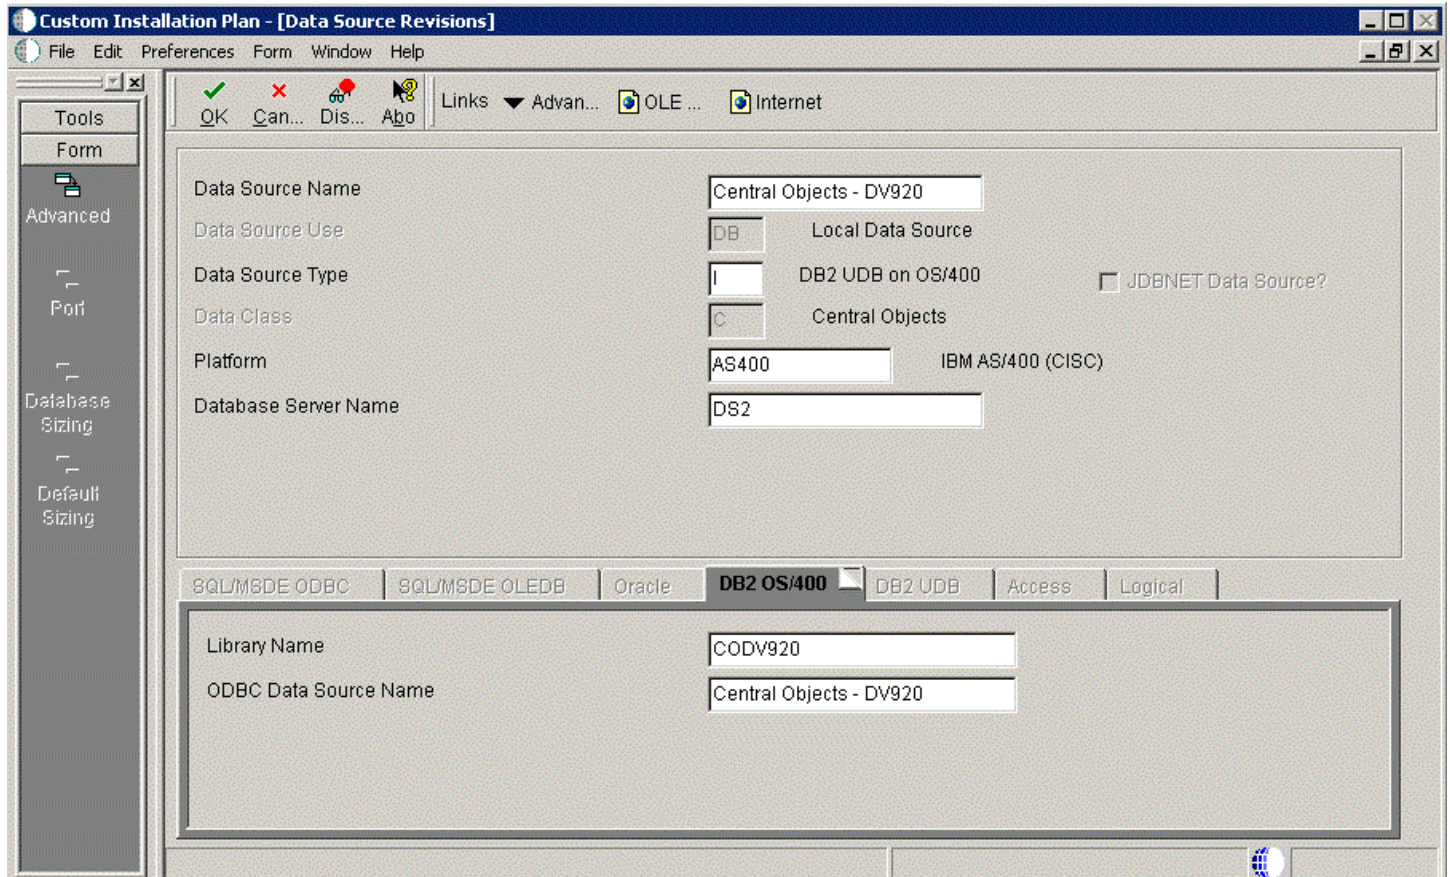 Custom Installation Plan - [Data Source Revisions]
File Edit Preferences Form Window Help
Tools
Form
Advanced
Port
Database
Sizing
Default
Sizing
OK Can... Dis... Abo Links Advan... OLE ... Internet
Data Source Name Central Objects - DV920
Data Source Use DB Local Data Source
Data Source Type I DB2 UDB on OS/400 JDBNET Data Source?
Data Class C Central Objects
Platform AS400 IBM AS/400 (CISC)
Database Server Name DS2
SQL/MSDE ODBC SQL/MSDE OLEDB Oracle DB2 OS/400 DB2 UDB Access Logical
Library Name CODV920
ODBC Data Source Name Central Objects - DV920